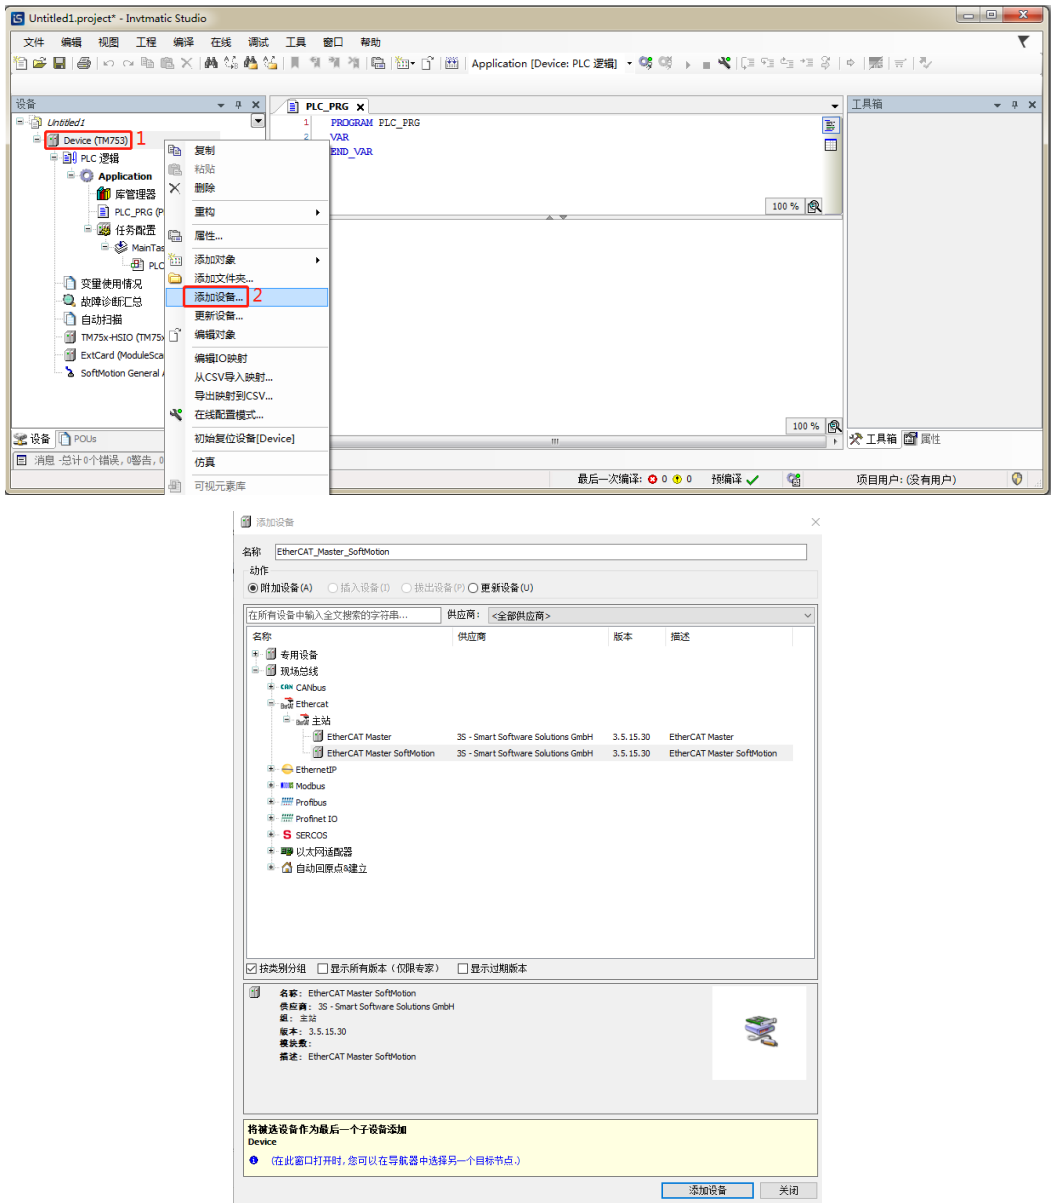 Untitled1.project* - Invtmatic Studio
文件 编辑 视图 工程 编译 在线 调试 工具 窗口 帮助
Application [Device: PLC 逻辑]
设备
PLC_PRG
工具箱
Untitled1
Device (TM753) 1
PLC 逻辑
Application
库管理器
PLC_PRG (P
任务配置
MainTas
PLC
变量使用情况
故障诊断汇总
自动扫描
TM75x-HSIO (TM75x
ExtCard (ModuleSca
SoftMotion General A
复制
粘贴
删除
重构
属性...
添加对象
添加文件夹...
添加设备... 2
更新设备...
编辑对象
编辑IO映射
从CSV导入映射...
导出映射到CSV...
在线配置模式...
初始复位设备[Device]
仿真
可视元素库
1 PROGRAM PLC_PRG
2 VAR
END_VAR
100 %
100 %
设备 POUs
工具箱 属性
消息 -总计0个错误, 0警告, 0
最后一次编译: 0 0 预编译
项目用户: (没有用户)
添加设备
名称 EtherCAT_Master_SoftMotion
动作
附加设备(A) 插入设备(I) 拔出设备(P) 更新设备(U)
在所有设备中输入全文搜索的字符串... 供应商: <全部供应商>
名称 供应商 版本 描述
专用设备
现场总线
CAN CANbus
Ethercat
主站
EtherCAT Master 3S - Smart Software Solutions GmbH 3.5.15.30 EtherCAT Master
EtherCAT Master SoftMotion 3S - Smart Software Solutions GmbH 3.5.15.30 EtherCAT Master SoftMotion
EthernetIP
Modbus
Profibus
Profinet IO
SERCOS
以太网适配器
自动回原点&建立
按类别分组 显示所有版本 (仅限专家) 显示过期版本
名称: EtherCAT Master SoftMotion
供应商: 3S - Smart Software Solutions GmbH
组: 主站
版本: 3.5.15.30
模块数:
描述: EtherCAT Master SoftMotion
将被选设备作为最后一个子设备添加
Device
(在此窗口打开时, 您可以在导航器中选择另一个目标节点.)
添加设备 关闭